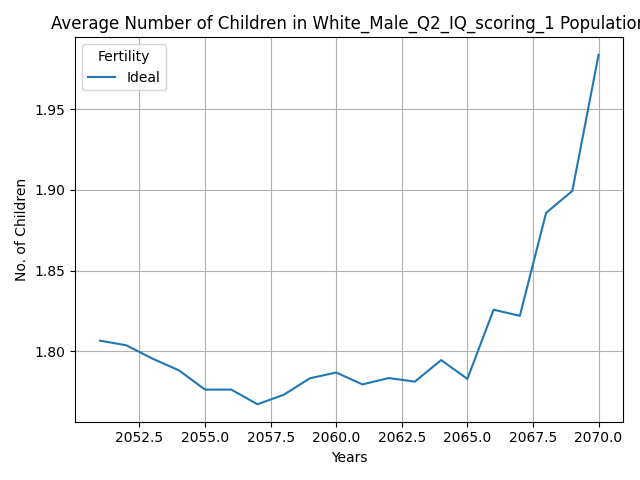 Average Number of Children in White_Male_Q2_IQ_scoring_1 Population
Fertility
Ideal
1.95
1.90
1.85
1.80
No. of Children
2052.5 2055.0 2057.5 2060.0 2062.5 2065.0 2067.5 2070.0
Years